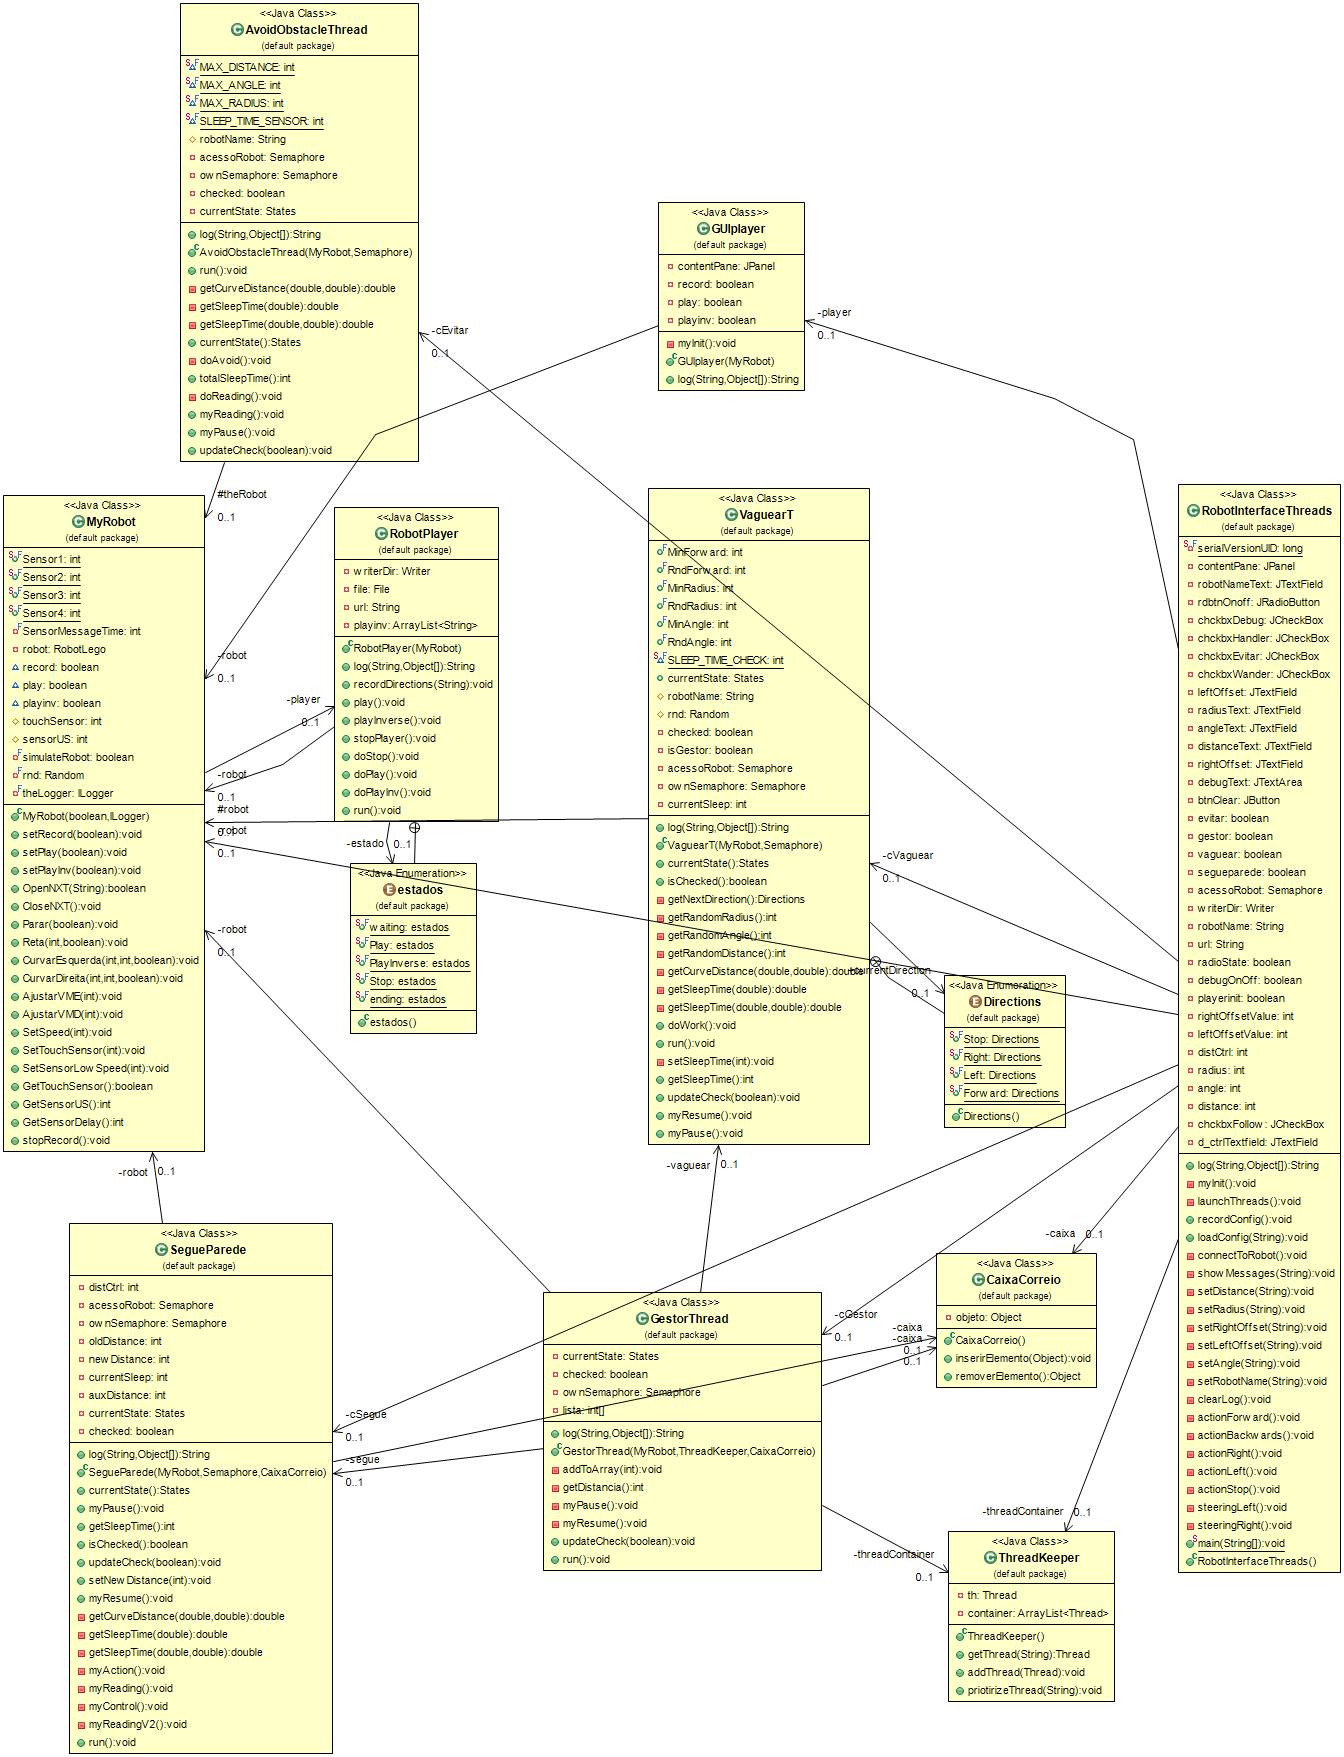 <<Java Class>>
AvoidObstacleThread
(default package)
MAX_DISTANCE: int
MAX_ANGLE: int
MAX_RADIUS: int
SLEEP_TIME_SENSOR: int
robotName: String
acessoRobot: Semaphore
ownSemaphore: Semaphore
checked: boolean
currentState: States
log(String,Object[]):String
AvoidObstacleThread(MyRobot,Semaphore)
run():void
getCurveDistance(double,double):double
getSleepTime(double):double
getSleepTime(double,double):double
currentState():States
doAvoid():void
totalSleepTime():int
doReading():void
myReading():void
myPause():void
updateCheck(boolean):void
<<Java Class>>
GUIplayer
(default package)
contentPane: JPanel
record: boolean
play: boolean
playinv: boolean
myInit():void
GUIplayer(MyRobot)
log(String,Object[]):String
-player
0..1
-cEvitar
0..1
#theRobot
0..1
<<Java Class>>
MyRobot
(default package)
Sensor1: int
Sensor2: int
Sensor3: int
Sensor4: int
SensorMessageTime: int
robot: RobotLego
record: boolean
play: boolean
playinv: boolean
touchSensor: int
sensorUS: int
simulateRobot: boolean
rnd: Random
theLogger: ILogger
MyRobot(boolean,ILogger)
setRecord(boolean):void
setPlay(boolean):void
setPlayInv(boolean):void
OpenNXT(String):boolean
CloseNXT():void
Parar(boolean):void
Reta(int,boolean):void
CurvarEsquerda(int,int,boolean):void
CurvarDireita(int,int,boolean):void
AjustarVME(int):void
AjustarVMD(int):void
SetSpeed(int):void
SetTouchSensor(int):void
SetSensorLowSpeed(int):void
GetTouchSensor():boolean
GetSensorUS():int
GetSensorDelay():int
stopRecord():void
-robot
0..1
-player
0..1
-robot
0..1
#robot
0..1
-robot
0..1
-robot
0..1
<<Java Class>>
RobotPlayer
(default package)
writerDir: Writer
file: File
url: String
playinv: ArrayList<String>
RobotPlayer(MyRobot)
log(String,Object[]):String
recordDirections(String):void
play():void
playInverse():void
stopPlayer():void
doStop():void
doPlay():void
doPlayInv():void
run():void
-estado
0..1
<<Java Enumeration>>
estados
(default package)
waiting: estados
Play: estados
PlayInverse: estados
Stop: estados
ending: estados
estados()
<<Java Class>>
VaguearT
(default package)
MinForward: int
RndForward: int
MinRadius: int
RndRadius: int
MinAngle: int
RndAngle: int
SLEEP_TIME_CHECK: int
currentState: States
robotName: String
rnd: Random
checked: boolean
isGestor: boolean
acessoRobot: Semaphore
ownSemaphore: Semaphore
currentSleep: int
log(String,Object[]):String
VaguearT(MyRobot,Semaphore)
currentState():States
isChecked():boolean
getNextDirection():Directions
getRandomRadius():int
getRandomAngle():int
getRandomDistance():int
getCurveDistance(double,double):double
getSleepTime(double):double
getSleepTime(double,double):double
doWork():void
run():void
setSleepTime(int):void
getSleepTime():int
updateCheck(boolean):void
myResume():void
myPause():void
-cVaguear
0..1
-currentDirection
0..1
<<Java Enumeration>>
Directions
(default package)
Stop: Directions
Right: Directions
Left: Directions
Forward: Directions
Directions()
<<Java Class>>
RobotInterfaceThreads
(default package)
serialVersionUID: long
contentPane: JPanel
robotNameText: JTextField
rdbtnOnoff: JRadioButton
chckbxDebug: JCheckBox
chckbxHandler: JCheckBox
chckbxEvitar: JCheckBox
chckbxWander: JCheckBox
leftOffset: JTextField
radiusText: JTextField
angleText: JTextField
distanceText: JTextField
rightOffset: JTextField
debugText: JTextArea
btnClear: JButton
evitar: boolean
gestor: boolean
vaguear: boolean
segueparede: boolean
acessoRobot: Semaphore
writerDir: Writer
robotName: String
url: String
radioState: boolean
debugOnOff: boolean
playerinit: boolean
rightOffsetValue: int
leftOffsetValue: int
distCtrl: int
radius: int
angle: int
distance: int
chckbxFollow: JCheckBox
d_ctrlTextfield: JTextField
log(String,Object[]):String
myInit():void
launchThreads():void
recordConfig():void
loadConfig(String):void
connectToRobot():void
showMessages(String):void
setDistance(String):void
setRadius(String):void
setRightOffset(String):void
setLeftOffset(String):void
setAngle(String):void
setRobotName(String):void
clearLog():void
actionForward():void
actionBackwards():void
actionRight():void
actionLeft():void
actionStop():void
steeringLeft():void
steeringRight():void
main(String[]):void
RobotInterfaceThreads()
-robot
0..1
-vaguear
0..1
<<Java Class>>
SegueParede
(default package)
distCtrl: int
acessoRobot: Semaphore
ownSemaphore: Semaphore
oldDistance: int
newDistance: int
currentSleep: int
auxDistance: int
currentState: States
checked: boolean
log(String,Object[]):String
SegueParede(MyRobot,Semaphore,CaixaCorreio)
currentState():States
myPause():void
getSleepTime():int
isChecked():boolean
updateCheck(boolean):void
setNewDistance(int):void
myResume():void
getCurveDistance(double,double):double
getSleepTime(double):double
getSleepTime(double,double):double
myAction():void
myReading():void
myControl():void
myReadingV2():void
run():void
-cSegue
0..1
-segue
0..1
<<Java Class>>
GestorThread
(default package)
currentState: States
checked: boolean
ownSemaphore: Semaphore
lista: int[]
log(String,Object[]):String
GestorThread(MyRobot,ThreadKeeper,CaixaCorreio)
addToArray(int):void
getDistancia():int
myPause():void
myResume():void
updateCheck(boolean):void
run():void
-cGestor
0..1
-caixa
0..1
-caixa
-caixa
0..1
0..1
<<Java Class>>
CaixaCorreio
(default package)
objeto: Object
CaixaCorreio()
inserirElemento(Object):void
removerElemento():Object
-threadContainer
0..1
-threadContainer
0..1
<<Java Class>>
ThreadKeeper
(default package)
th: Thread
container: ArrayList<Thread>
ThreadKeeper()
getThread(String):Thread
addThread(Thread):void
priotirizeThread(String):void